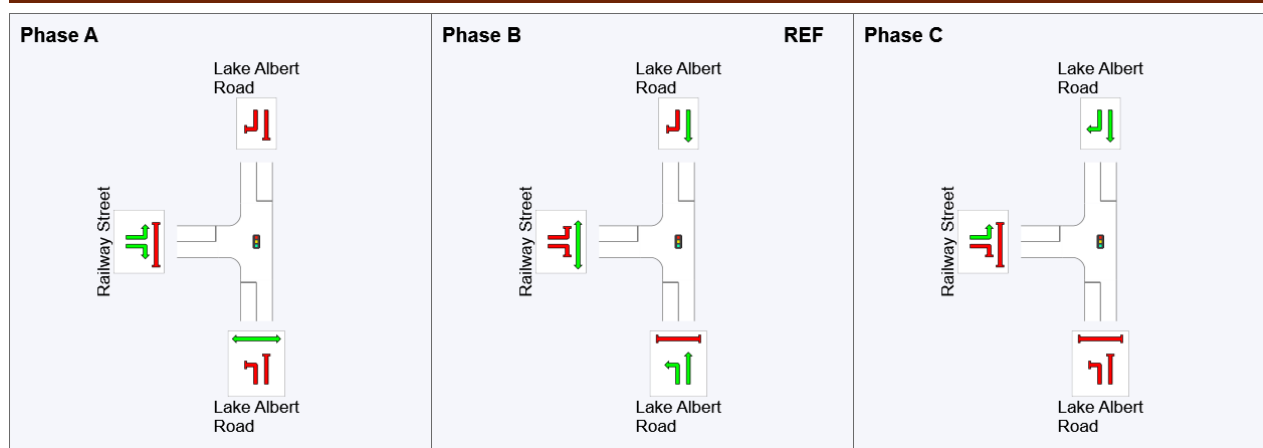 Phase A
Lake Albert
Road
Railway Street
Lake Albert
Road
Phase B
REF
Lake Albert
Road
Railway Street
Lake Albert
Road
Phase C
Lake Albert
Road
Railway Street
Lake Albert
Road